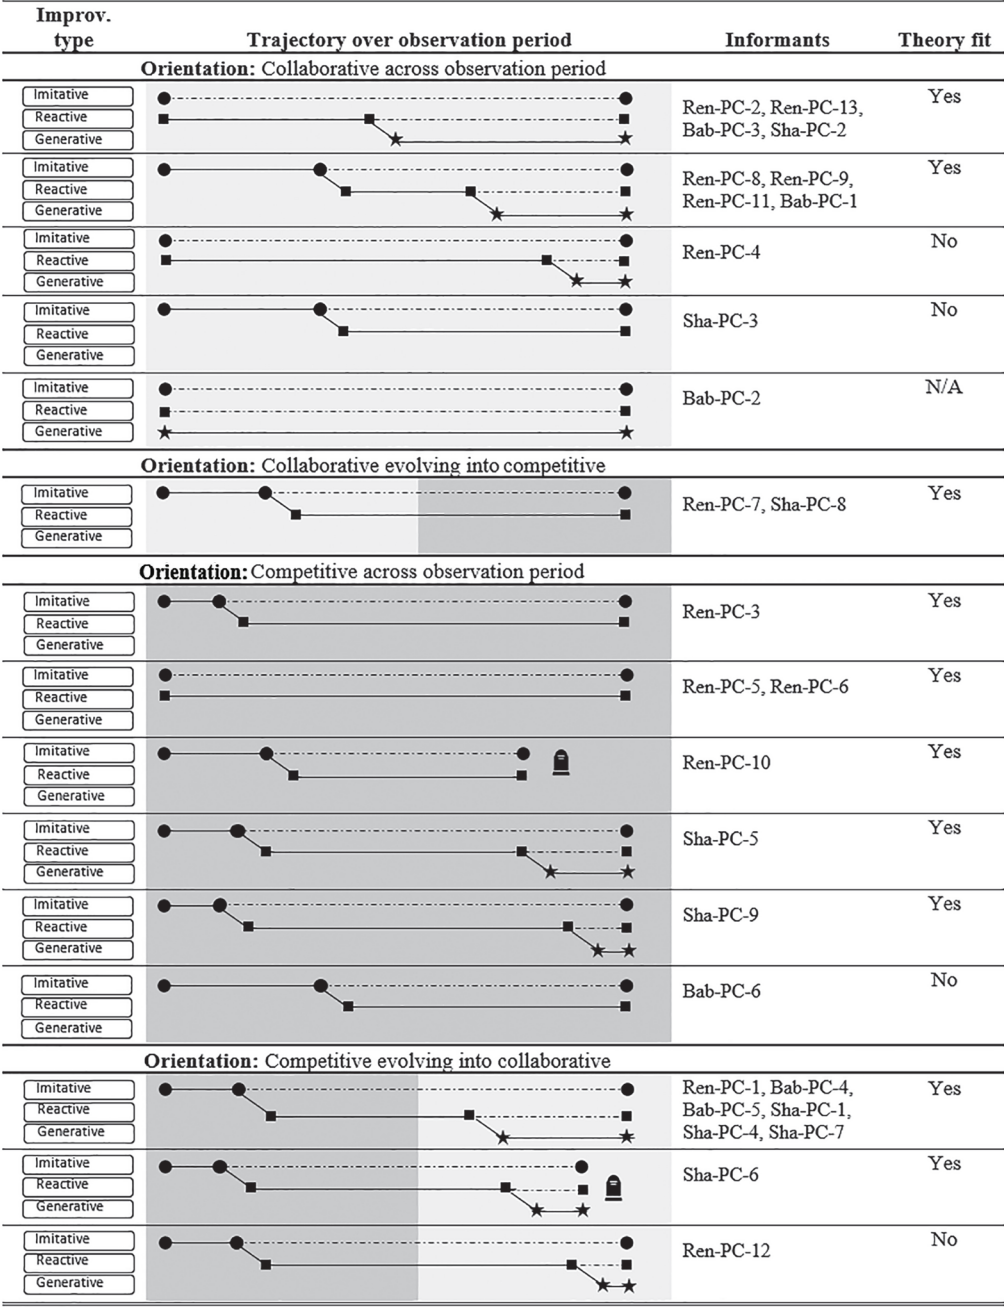 Improv.
type Trajectory over observation period Informants Theory fit
Orientation: Collaborative across observation period
Imitative
Reactive
Generative
Ren-PC-2, Ren-PC-13,
Bab-PC-3, Sha-PC-2
Yes
Imitative
Reactive
Generative
Ren-PC-8, Ren-PC-9,
Ren-PC-11, Bab-PC-1
Yes
Imitative
Reactive
Generative
Ren-PC-4
No
Imitative
Reactive
Generative
Sha-PC-3
No
Imitative
Reactive
Generative
Bab-PC-2
N/A
Orientation: Collaborative evolving into competitive
Imitative
Reactive
Generative
Ren-PC-7, Sha-PC-8
Yes
Orientation: Competitive across observation period
Imitative
Reactive
Generative
Ren-PC-3
Yes
Imitative
Reactive
Generative
Ren-PC-5, Ren-PC-6
Yes
Imitative
Reactive
Generative
Ren-PC-10
Yes
Imitative
Reactive
Generative
Sha-PC-5
Yes
Imitative
Reactive
Generative
Sha-PC-9
Yes
Imitative
Reactive
Generative
Bab-PC-6
No
Orientation: Competitive evolving into collaborative
Imitative
Reactive
Generative
Ren-PC-1, Bab-PC-4,
Bab-PC-5, Sha-PC-1,
Sha-PC-4, Sha-PC-7
Yes
Imitative
Reactive
Generative
Sha-PC-6
Yes
Imitative
Reactive
Generative
Ren-PC-12
No